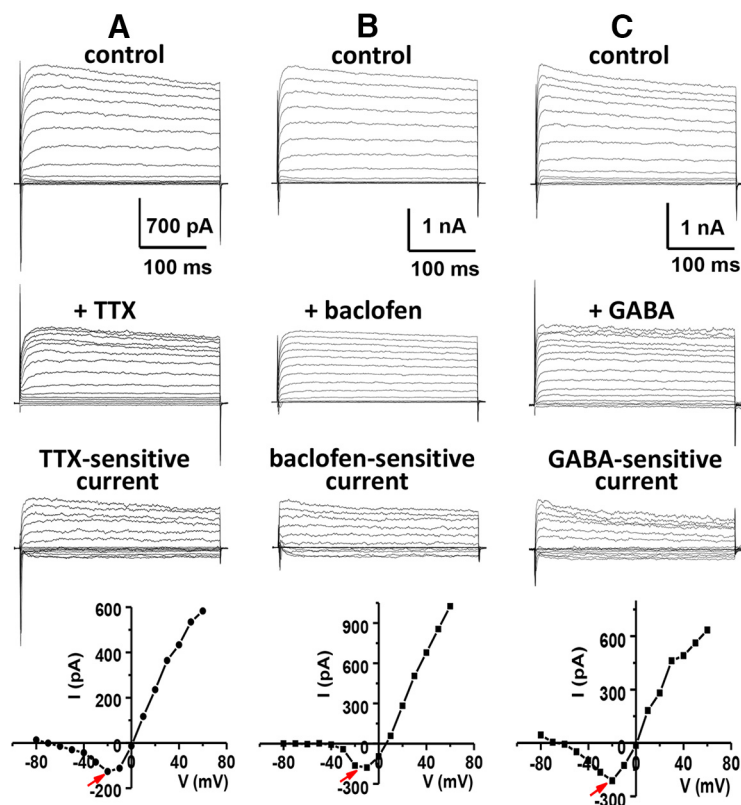 A B C
control control control
700 pA 1 nA 1 nA
100 ms 100 ms 100 ms
+ TTX + baclofen + GABA
TTX-sensitive baclofen-sensitive GABA-sensitive
current current current
600 900 600
400 600 300
200 300 0
0 0 -300
-200 -300
I (pA) I (pA) I (pA)
-80 -40 0 40 80 -80 -40 0 40 80 -80 -40 0 40 80
V (mV) V (mV) V (mV)